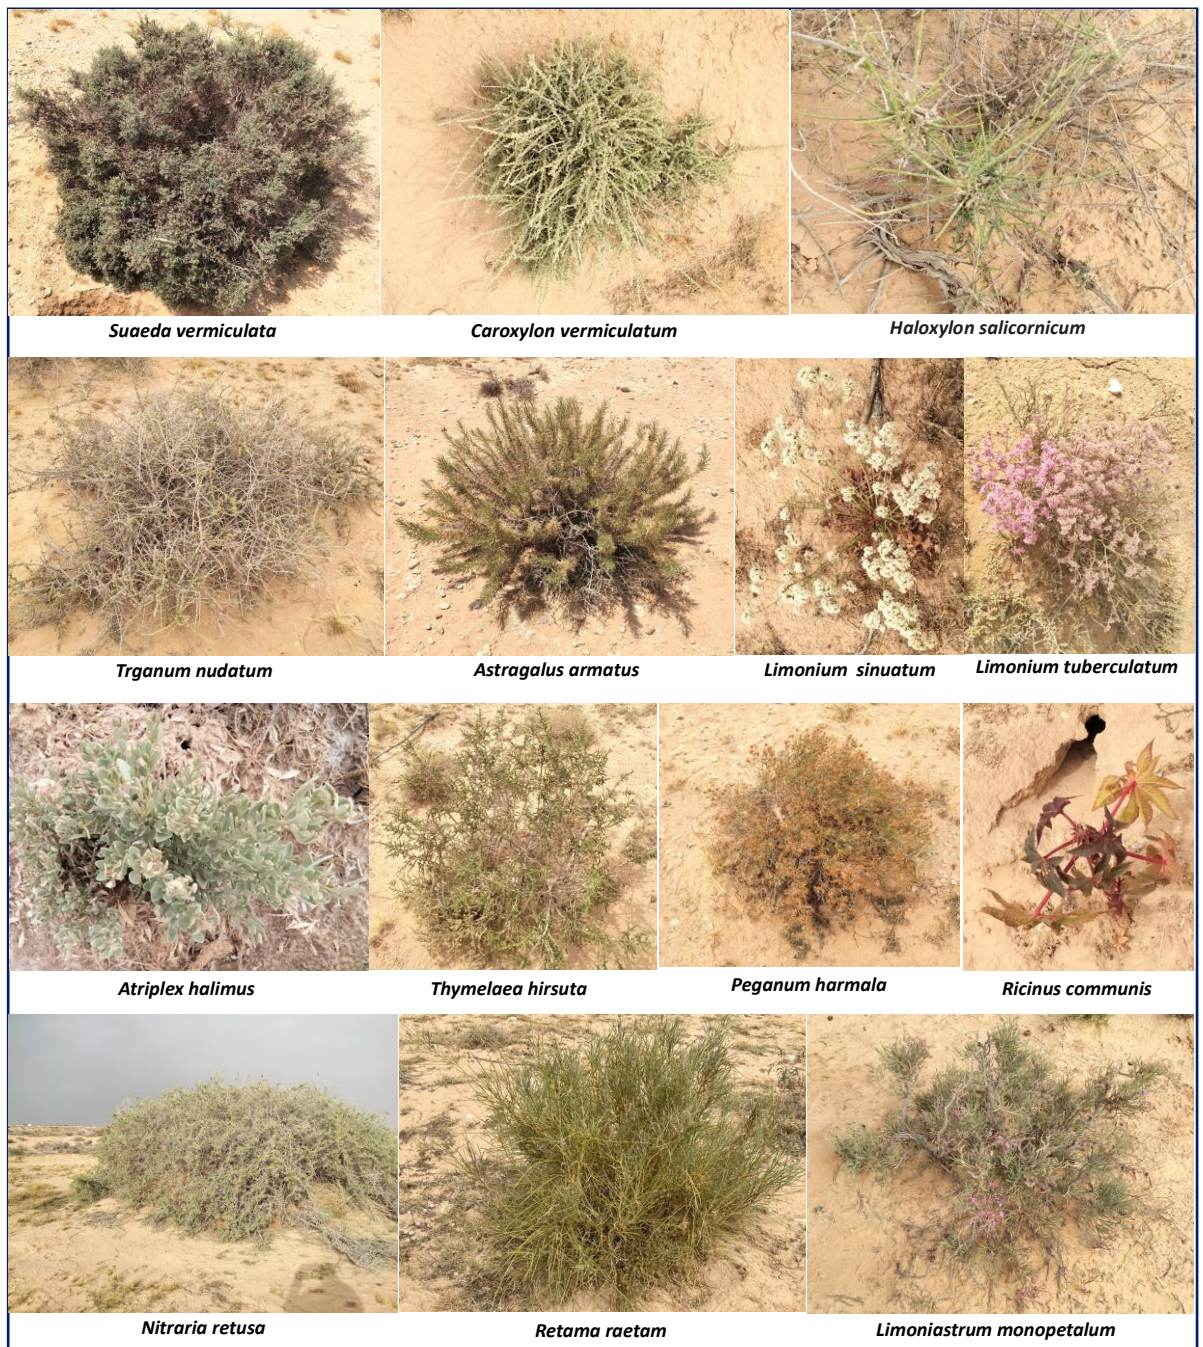 Suaeda vermiculata
Caroxylon vermiculatum
Haloxylon salicornicum
Trganum nudatum
Astragalus armatus
Limonium sinuatum
Limonium tuberculatum
Atriplex halimus
Thymelaea hirsuta
Peganum harmala
Ricinus communis
Nitraria retusa
Retama raetam
Limoniastrum monopetalum